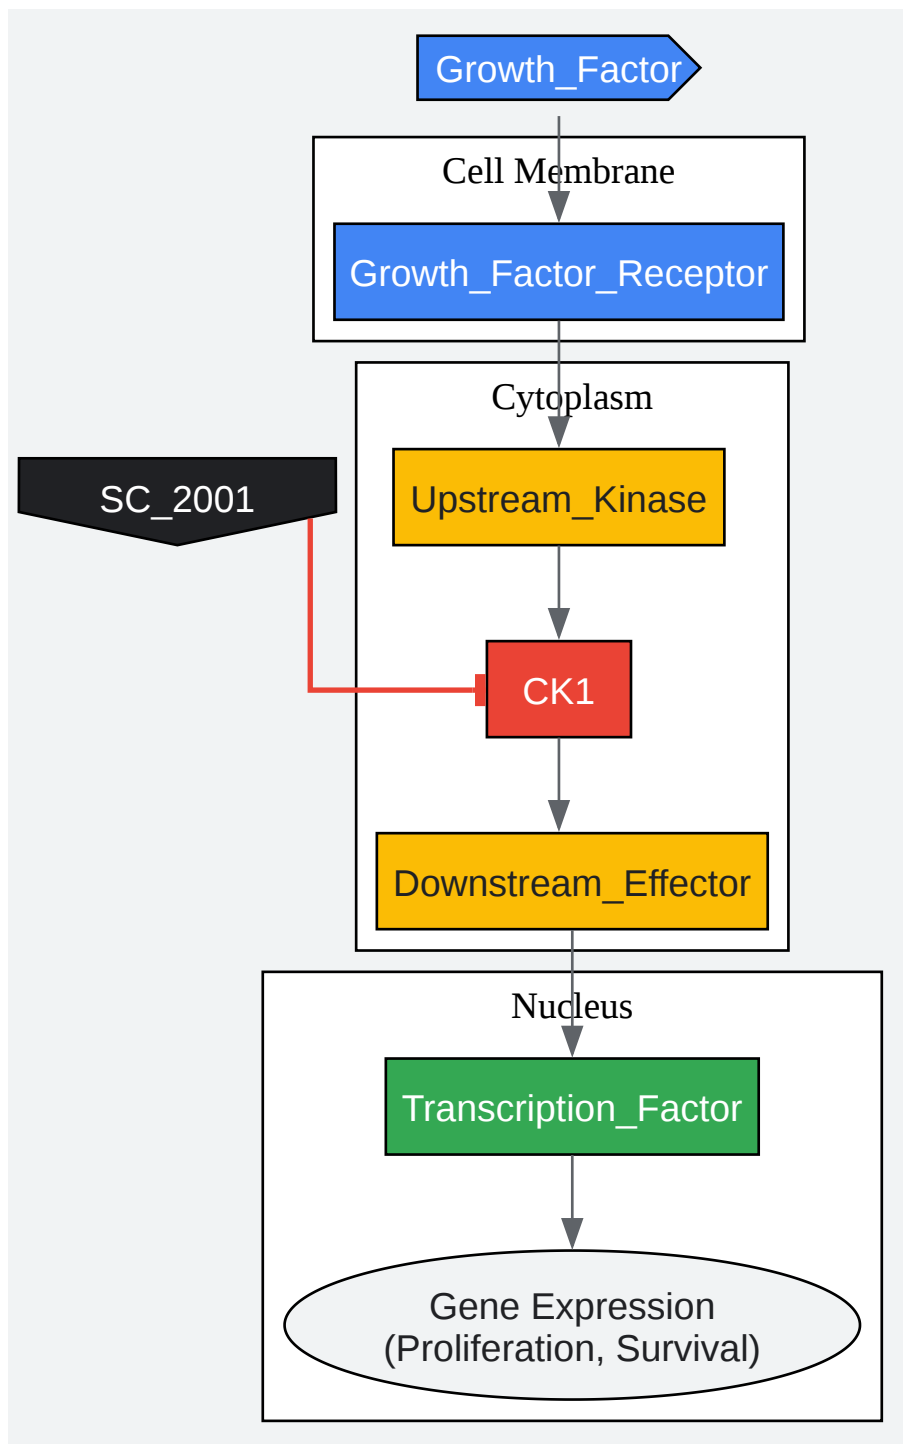 Growth_Factor
Cell Membrane
Growth_Factor_Receptor
Cytoplasm
SC_2001
Upstream_Kinase
CK1
Downstream_Effector
Nucleus
Transcription_Factor
Gene Expression
(Proliferation, Survival)